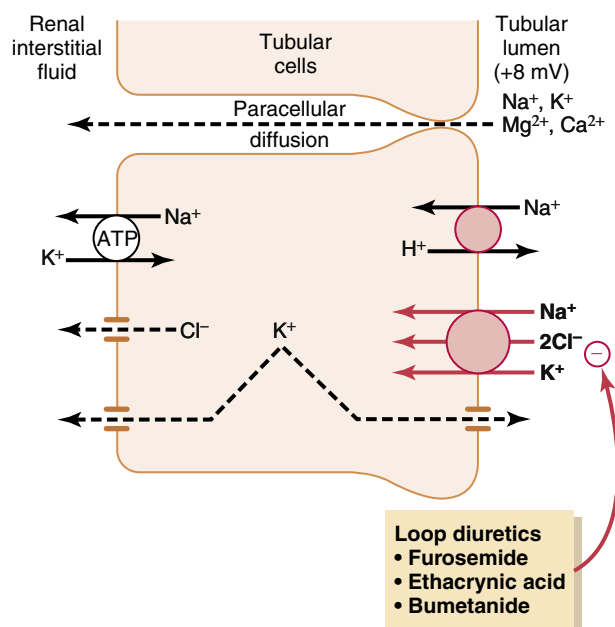 Renal
interstitial
fluid
Tubular
cells
Tubular
lumen
(+8 mV)
Paracellular
diffusion
Na⁺, K⁺
Mg²⁺, Ca²⁺
Na⁺
ATP
K⁺
Na⁺
H⁺
Cl⁻
K⁺
Na⁺
2Cl⁻
K⁺
−
Loop diuretics
• Furosemide
• Ethacrynic acid
• Bumetanide